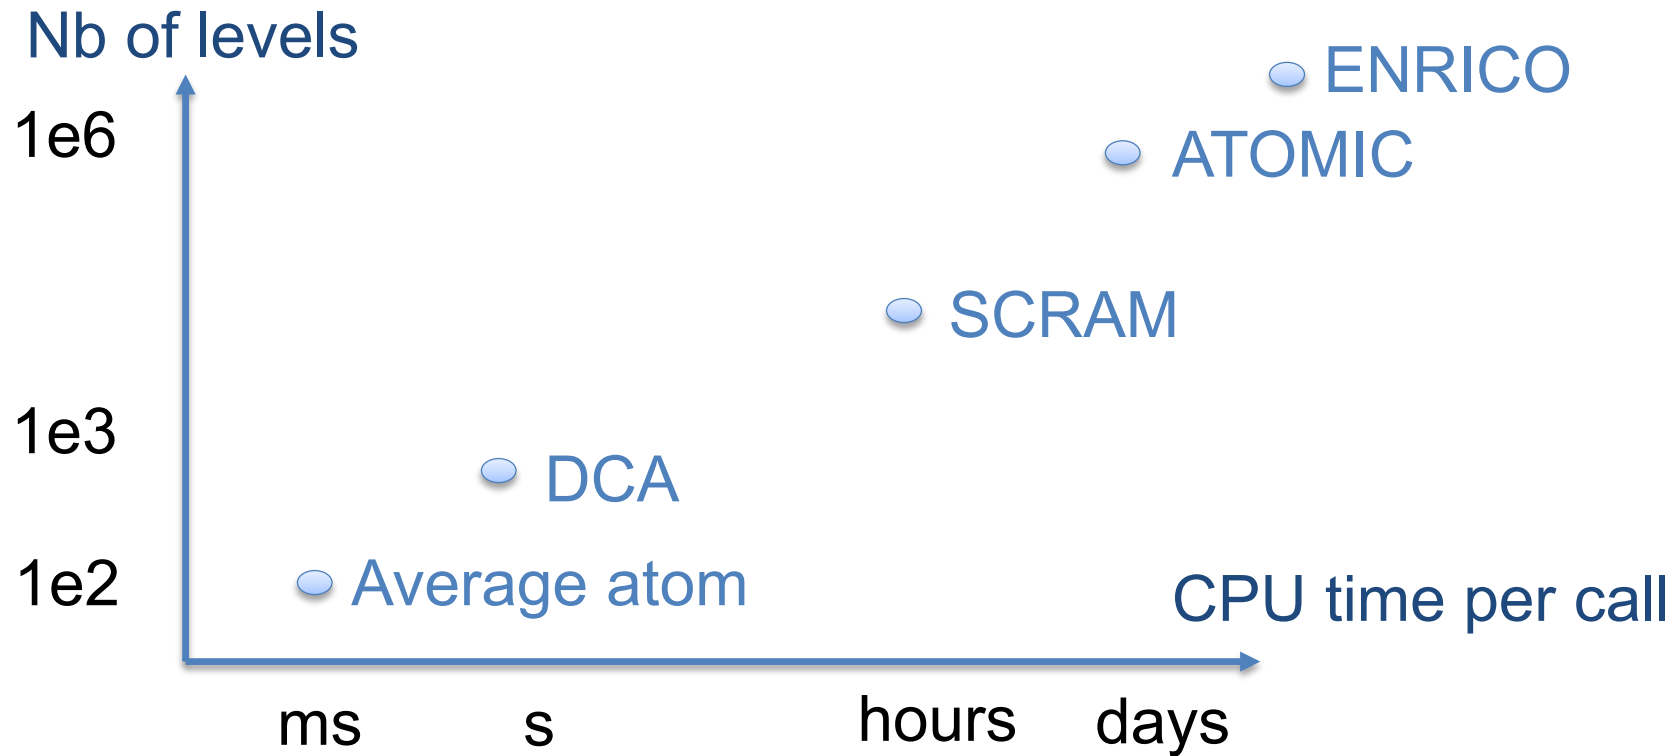 Nb of levels
ENRICO
1e6
ATOMIC
SCRAM
1e3
DCA
1e2
Average atom
CPU time per call
ms
s
hours
days